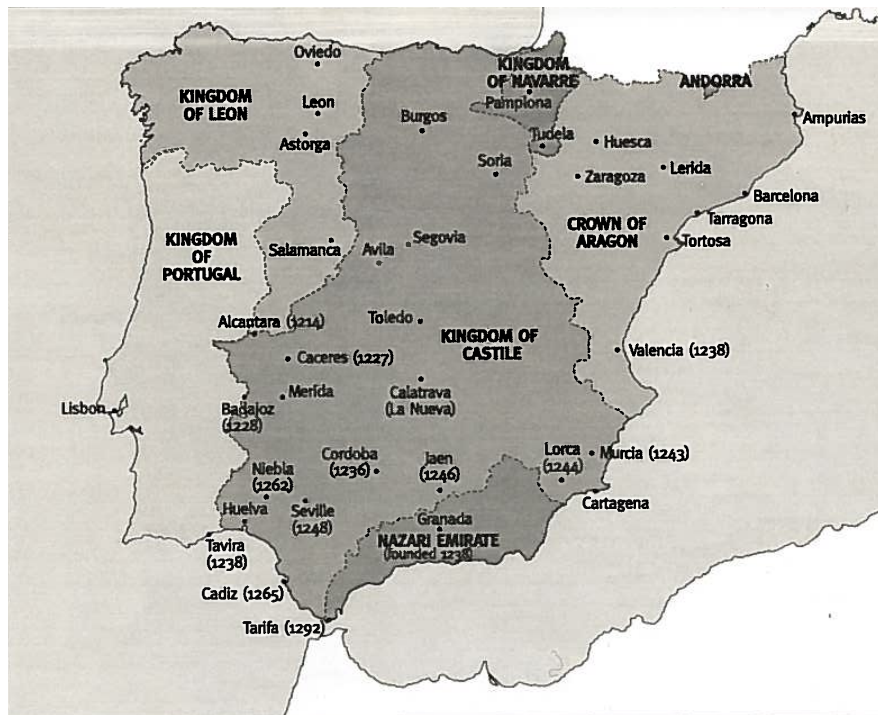 Oviedo
KINGDOM
OF NAVARRE
Pamplona
ANDORRA
KINGDOM
OF LEON
Leon
Burgos
Ampurias
Astorga
Tudela
Huesca
Soria
Zaragoza
Lerida
Barcelona
Tarragona
CROWN OF
ARAGON
Tortosa
KINGDOM
OF
PORTUGAL
Salamanca
Avila
Segovia
Alcantara (1214)
Toledo
KINGDOM OF
CASTILE
Caceres (1227)
Valencia (1238)
Merida
Calatrava
(La Nueva)
Lisbon
Badajoz
(1228)
Cordoba
(1236)
Jaen
(1246)
Lorca
(1244)
Murcia (1243)
Niebla
(1262)
Cartagena
Huelva
Seville
(1248)
Granada
NAZARI EMIRATE
(founded 1238)
Tavira
(1238)
Cadiz (1265)
Tarifa (1292)